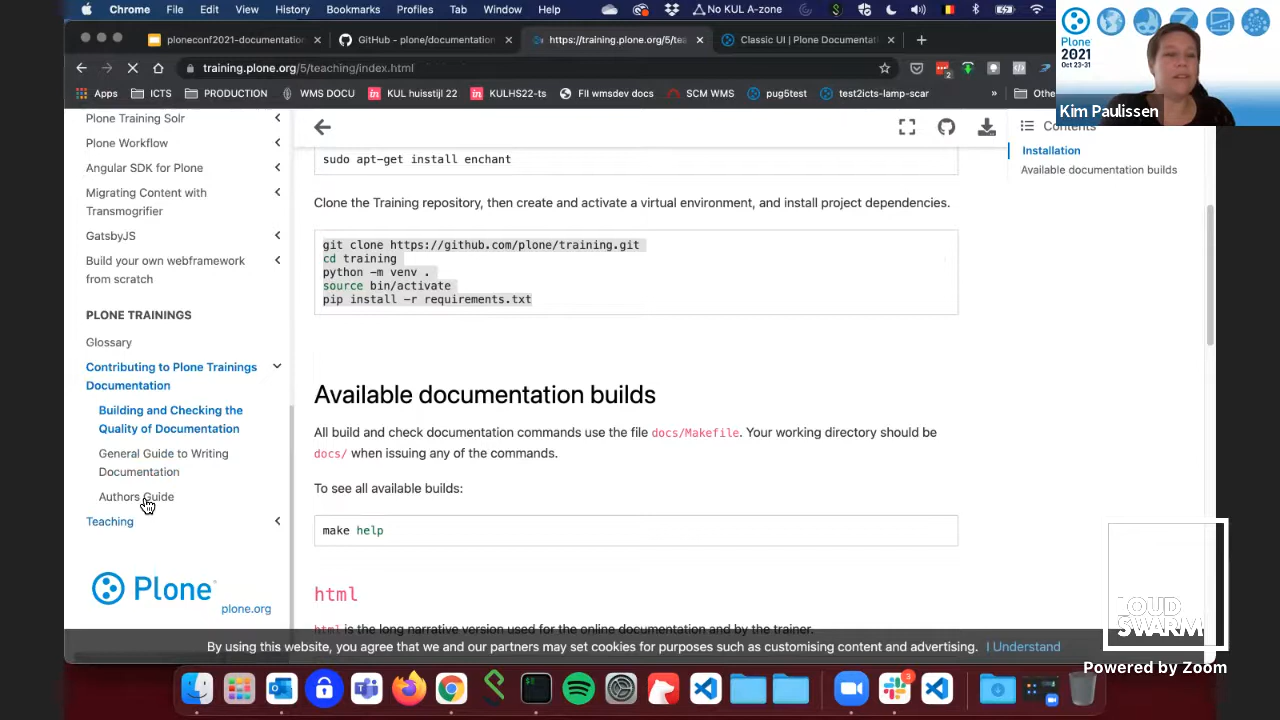 Chrome File Edit View History Bookmarks Profiles Tab Window Help No KUL A-zone
ploneconf2021-documentation
GitHub - plone/documentation
https://training.plone.org/5/tea
Classic UI | Plone Documentat
training.plone.org/5/teaching/index.html
2
Apps ICTS PRODUCTION WMS DOCU KUL huisstijl 22 KULHS22-ts FII wmsdev docs SCM WMS pug5test test2icts-lamp-scar » Othe
Plone
2021
Oct 23-31
Kim Paulissen
Plone Training Solr
Plone Workflow
Angular SDK for Plone
Migrating Content with
Transmogrifier
GatsbyJS
Build your own webframework
from scratch
PLONE TRAININGS
Glossary
Contributing to Plone Trainings
Documentation
Building and Checking the
Quality of Documentation
General Guide to Writing
Documentation
Authors Guide
Teaching
Plone
plone.org
sudo apt-get install enchant
Clone the Training repository, then create and activate a virtual environment, and install project dependencies.
git clone https://github.com/plone/training.git
cd training
python -m venv .
source bin/activate
pip install -r requirements.txt
Available documentation builds
All build and check documentation commands use the file docs/Makefile. Your working directory should be
docs/ when issuing any of the commands.
To see all available builds:
make help
html
html is the long narrative version used for the online documentation and by the trainer.
Contents
Installation
Available documentation builds
By using this website, you agree that we and our partners may set cookies for purposes such as customising content and advertising. I Understand
LOUD
SWARM
Powered by Zoom
3